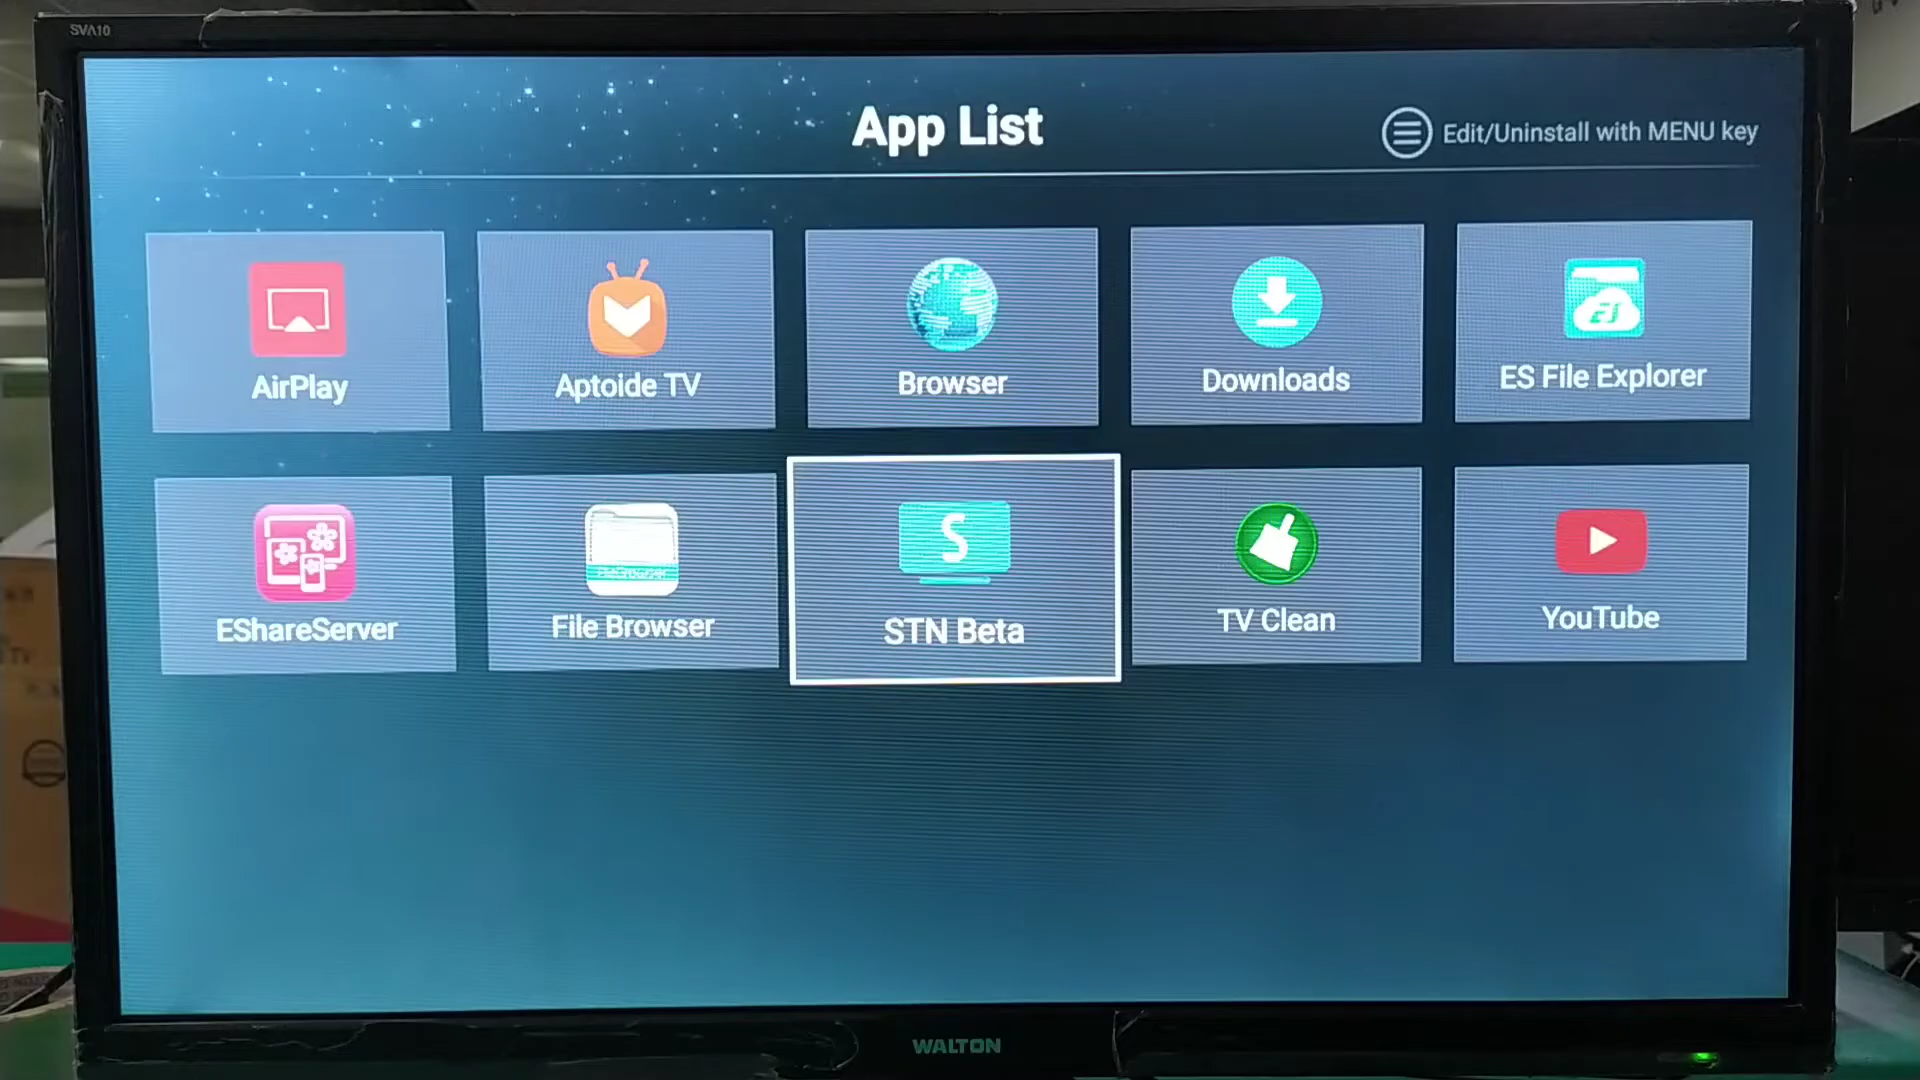 SVA10
App List
Edit/Uninstall with MENU key
AirPlay
Aptoide TV
Browser
Downloads
ES File Explorer
EShareServer
File Browser
S
STN Beta
TV Clean
YouTube
WALTON